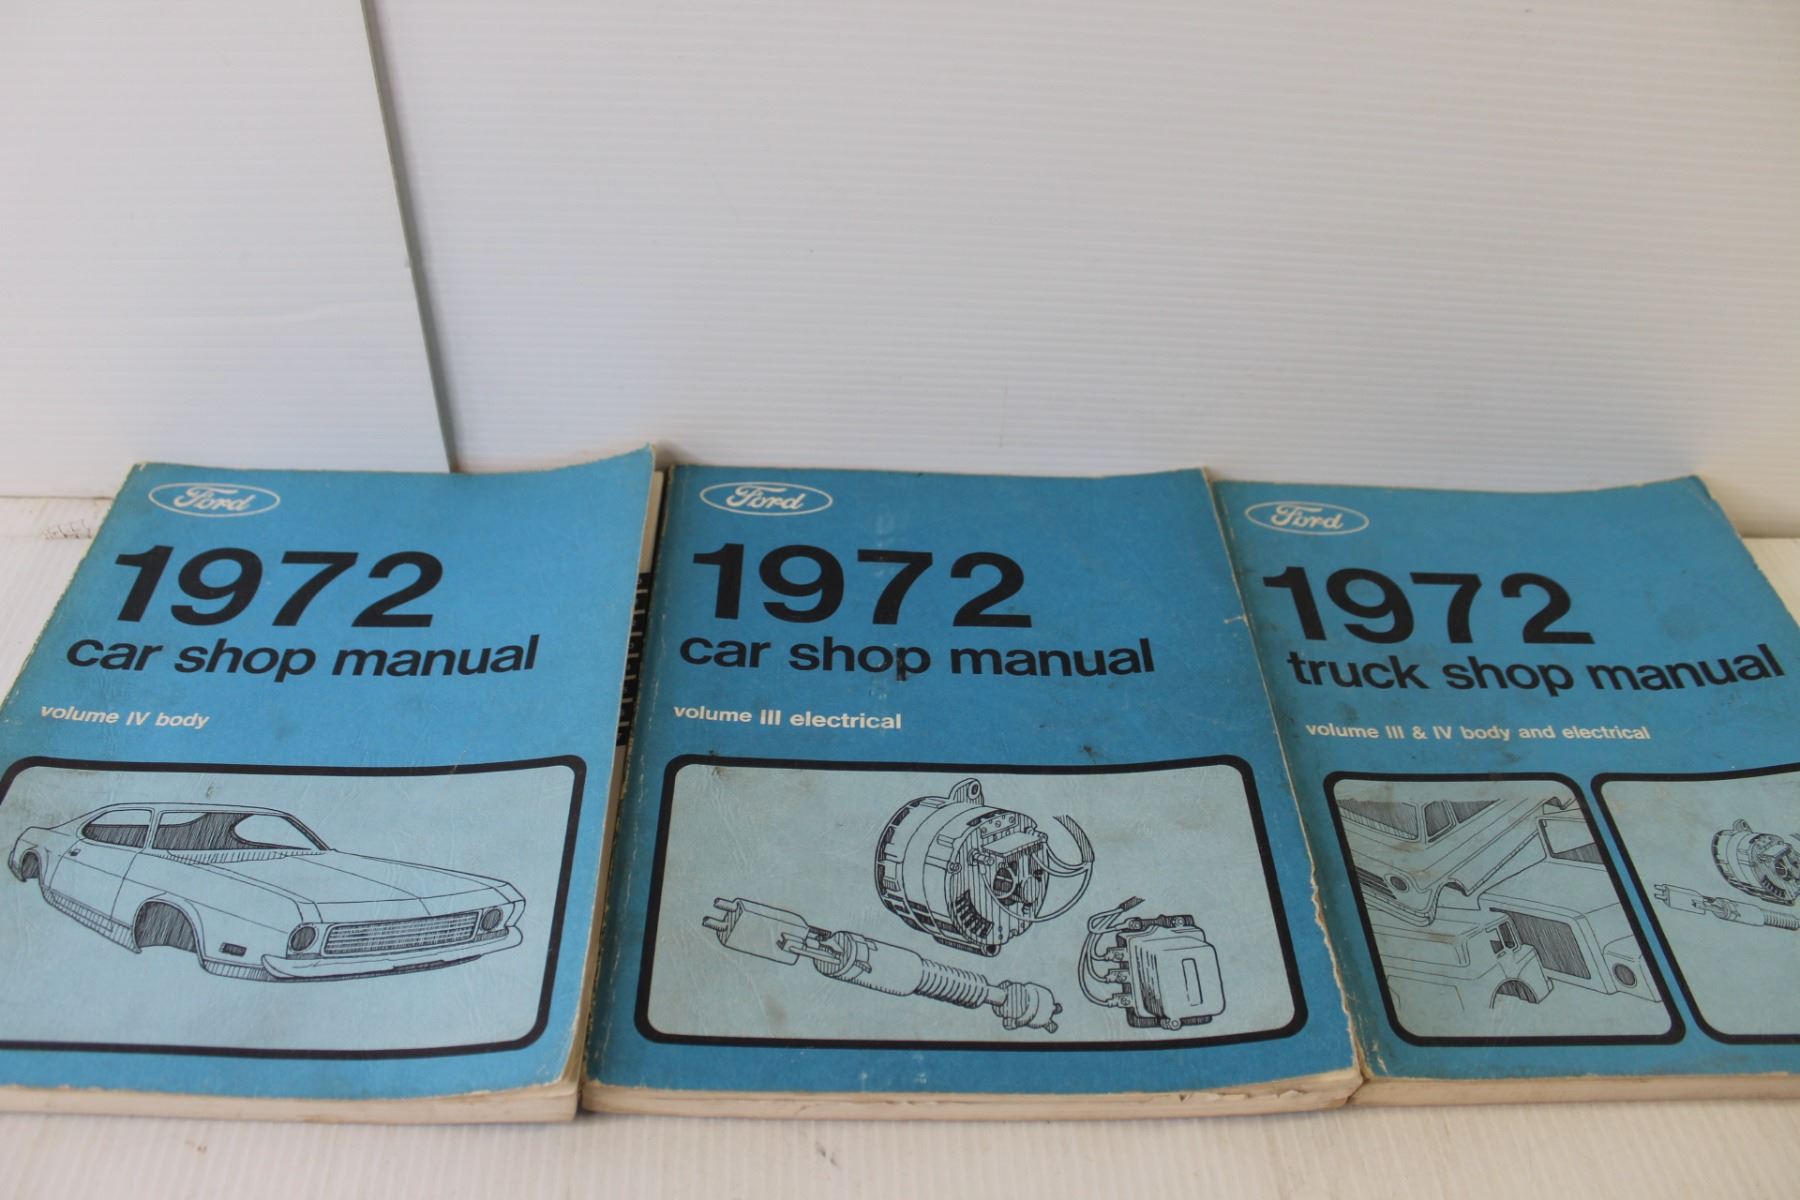 Ford
1972
car shop manual
volume IV body
Ford
1972
car shop manual
volume III electrical
Ford
1972
truck shop manual
volume III & IV body and electrical